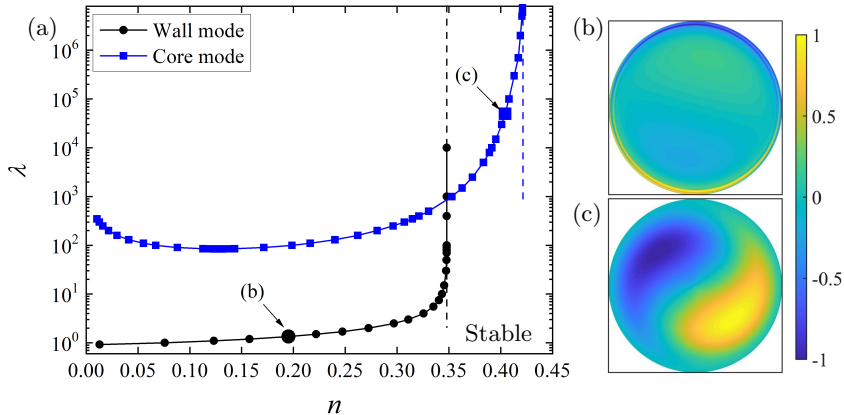 (a)
Wall mode
Core mode
(c)
(b)
Stable
λ
10^6
10^5
10^4
10^3
10^2
10^1
10^0
0.00 0.05 0.10 0.15 0.20 0.25 0.30 0.35 0.40 0.45
n
(b)
(c)
1
0.5
0
-0.5
-1